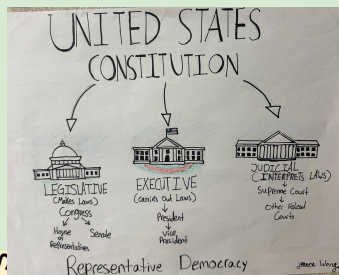 UNITED STATES
CONSTITUTION
LEGISLATIVE
(Makes Laws)
Congress
House of Representatives
Senate
EXECUTIVE
(Carries out Laws)
President
Vice President
JUDICIAL
(INTERPRETS LAWS)
Supreme Court
Other Federal
Courts
Representative Democracy
Wang